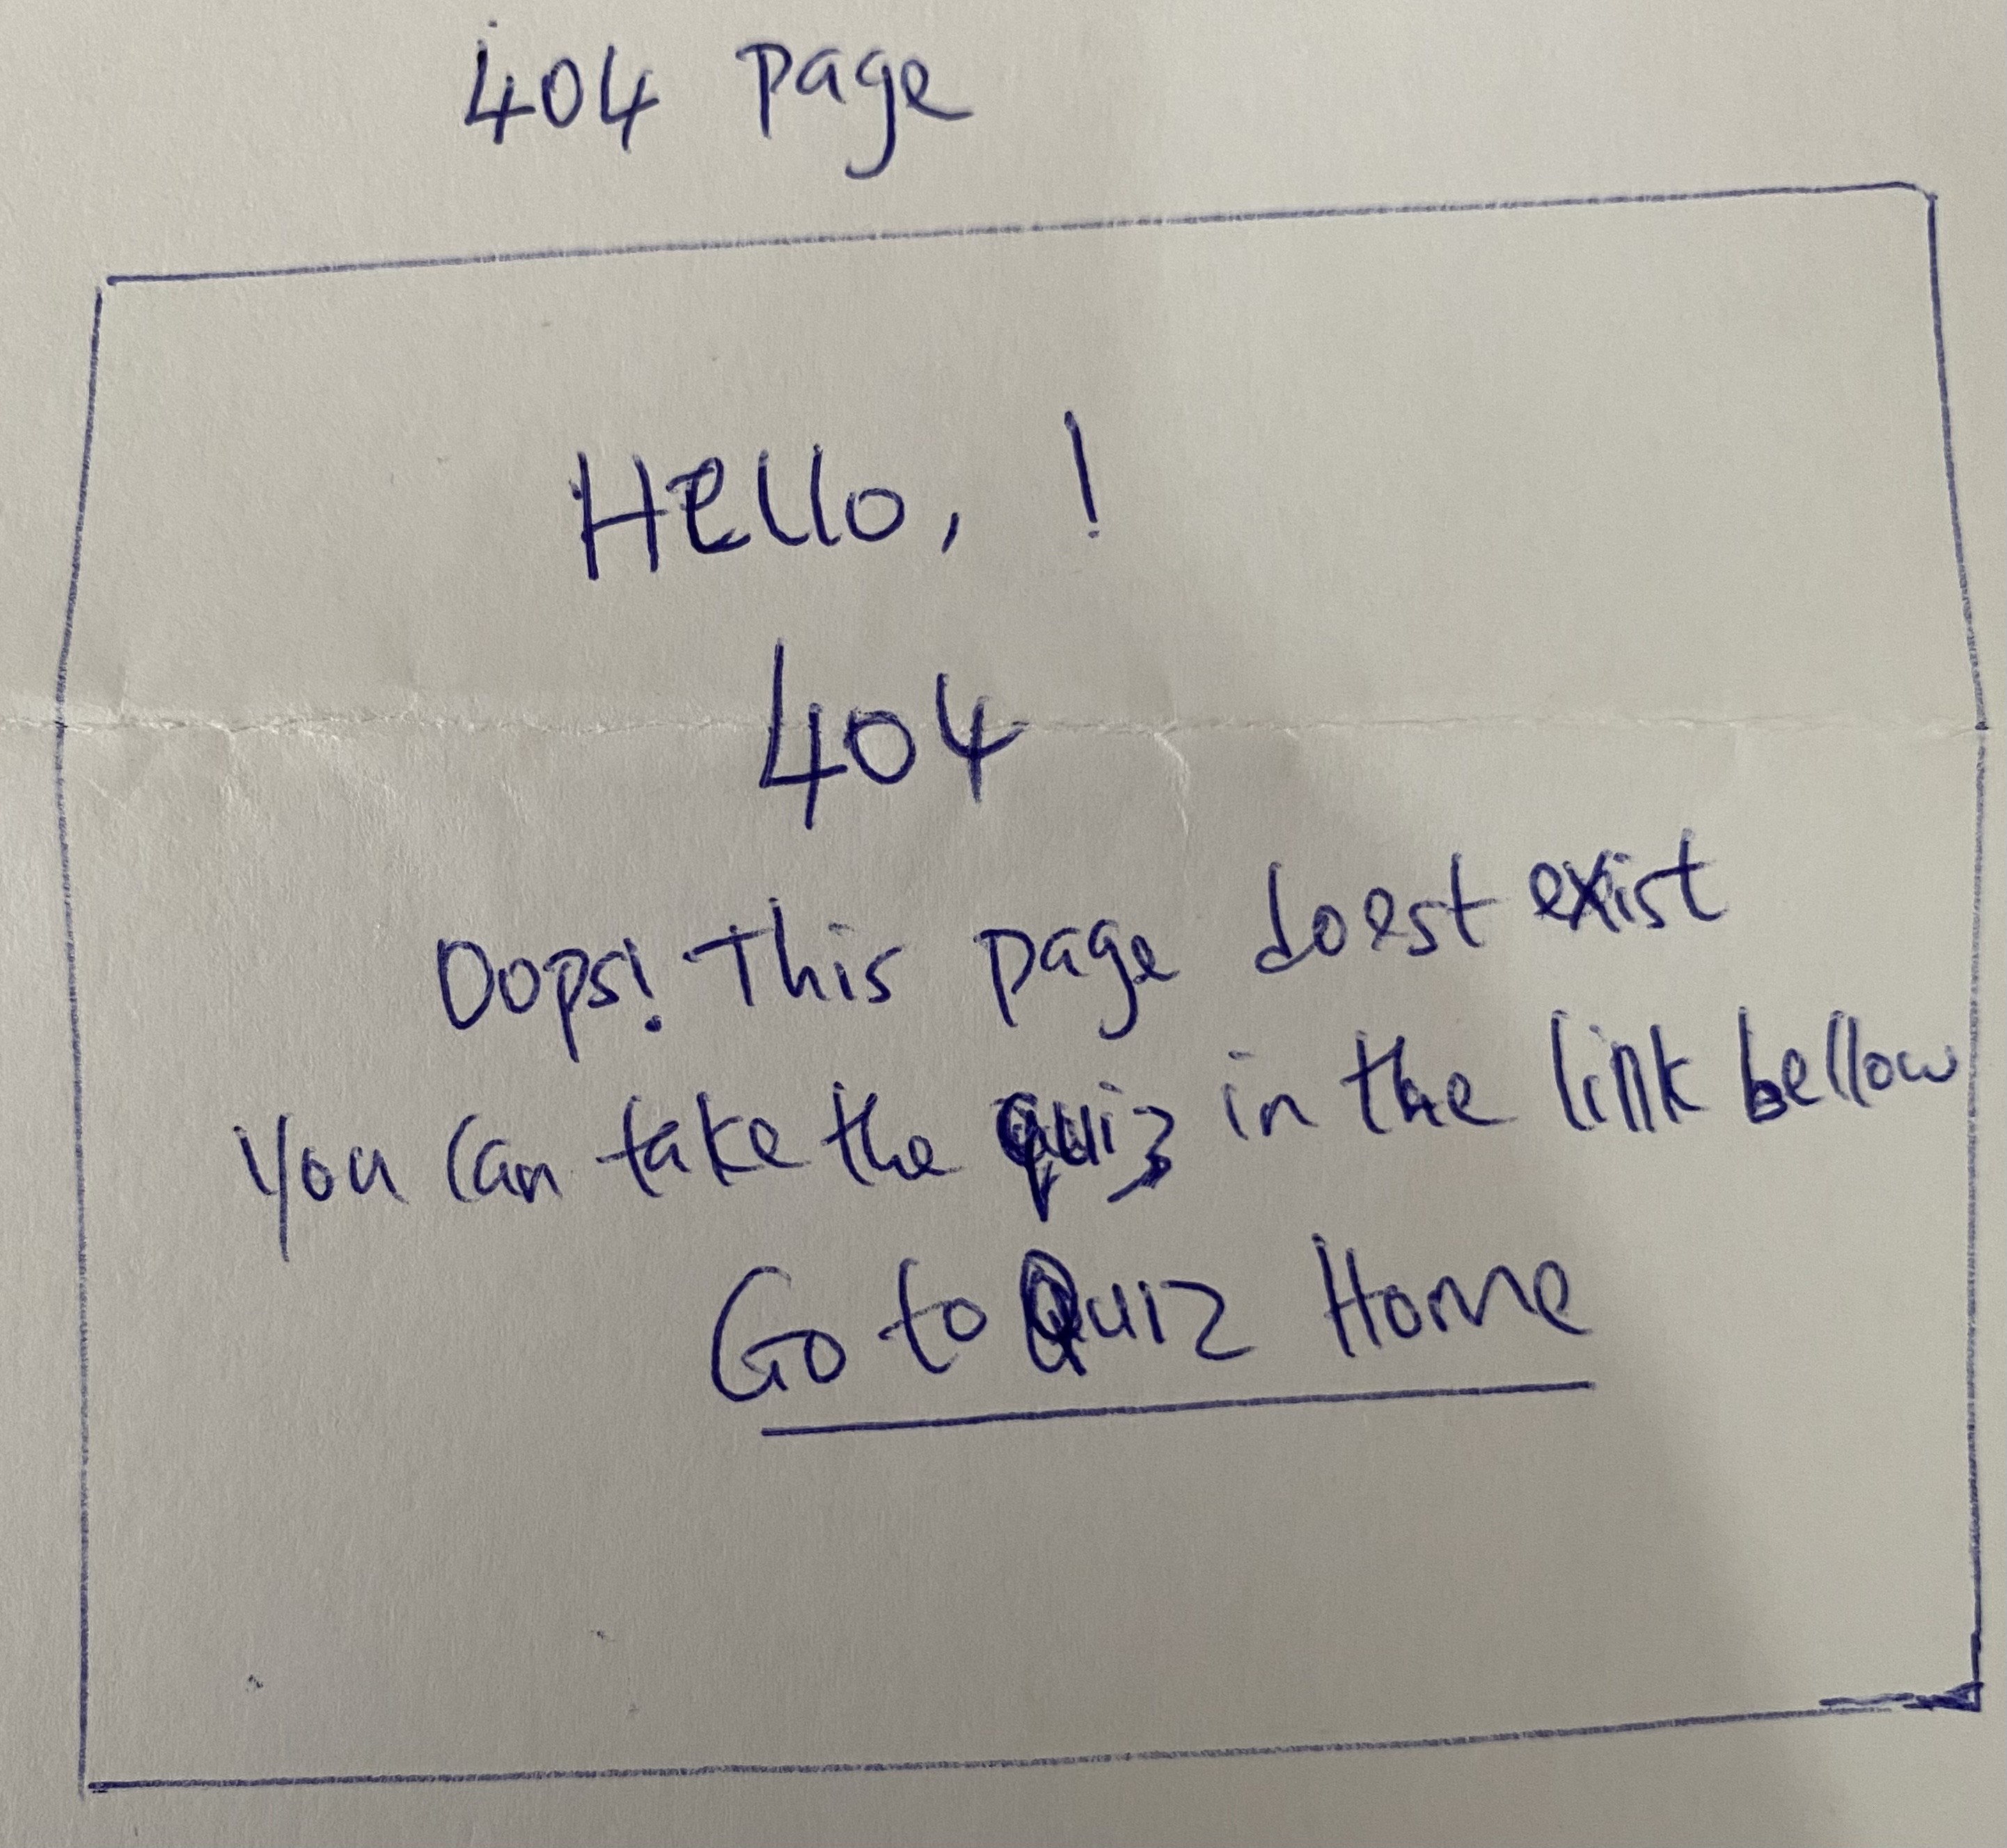 404 page
Hello, !
404
Oops! This page doest exist
You can take the quiz in the link bellow
Go to Quiz Home